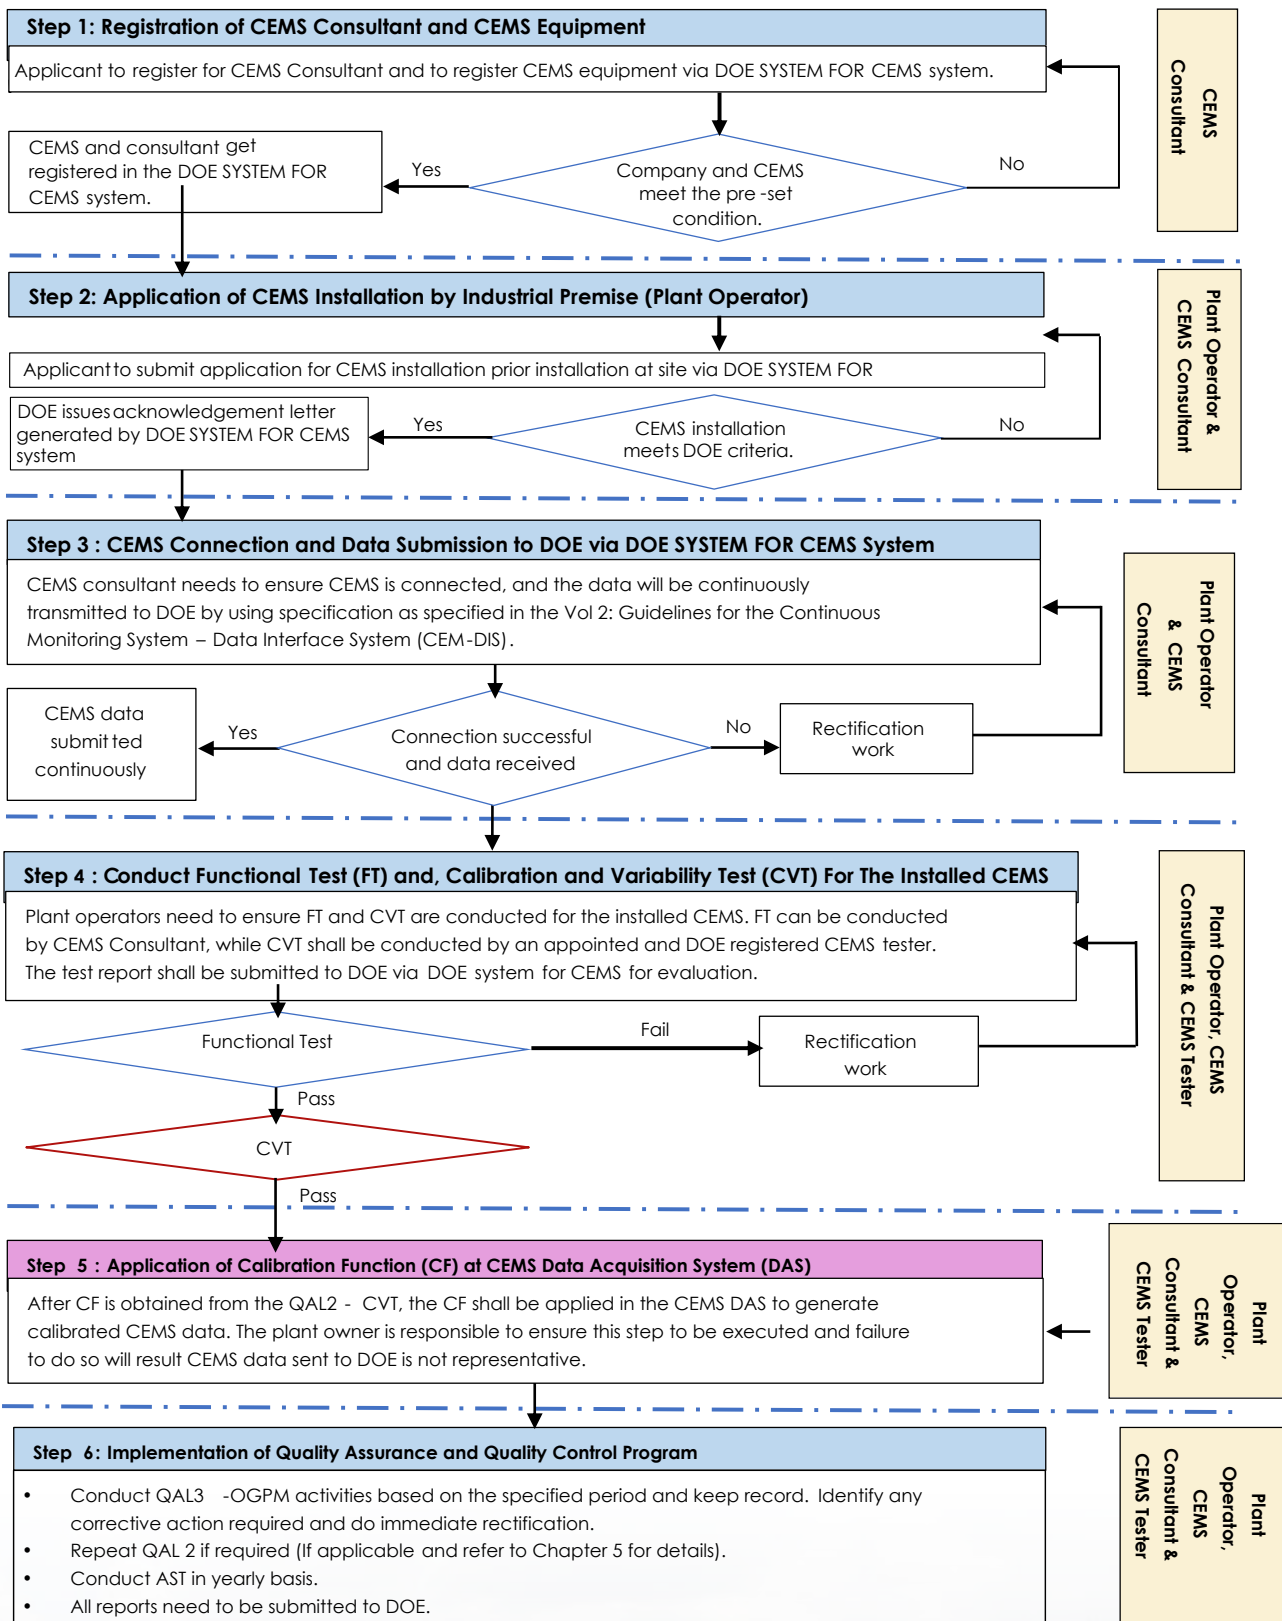 Step 1: Registration of CEMS Consultant and CEMS Equipment
Applicant to register for CEMS Consultant and to register CEMS equipment via DOE SYSTEM FOR CEMS system.
CEMS
Consultant
CEMS and consultant get
registered in the DOE SYSTEM FOR
CEMS system.
Yes
Company and CEMS
meet the pre -set
condition.
No
Step 2: Application of CEMS Installation by Industrial Premise (Plant Operator)
Applicant to submit application for CEMS installation prior installation at site via DOE SYSTEM FOR
Plant Operator &
CEMS Consultant
DOE issues acknowledgement letter
generated by DOE SYSTEM FOR CEMS
system
Yes
CEMS installation
meets DOE criteria.
No
Step 3 : CEMS Connection and Data Submission to DOE via DOE SYSTEM FOR CEMS System
CEMS consultant needs to ensure CEMS is connected, and the data will be continuously
transmitted to DOE by using specification as specified in the Vol 2: Guidelines for the Continuous
Monitoring System – Data Interface System (CEM-DIS).
Plant Operator
& CEMS
Consultant
CEMS data
submitted
continuously
Yes
Connection successful
and data received
No
Rectification
work
Step 4 : Conduct Functional Test (FT) and, Calibration and Variability Test (CVT) For The Installed CEMS
Plant operators need to ensure FT and CVT are conducted for the installed CEMS. FT can be conducted
by CEMS Consultant, while CVT shall be conducted by an appointed and DOE registered CEMS tester.
The test report shall be submitted to DOE via DOE system for CEMS for evaluation.
Plant Operator, CEMS
Consultant & CEMS Tester
Functional Test
Fail
Rectification
work
Pass
CVT
Pass
Step 5 : Application of Calibration Function (CF) at CEMS Data Acquisition System (DAS)
After CF is obtained from the QAL2 - CVT, the CF shall be applied in the CEMS DAS to generate
calibrated CEMS data. The plant owner is responsible to ensure this step to be executed and failure
to do so will result CEMS data sent to DOE is not representative.
Plant
Operator,
CEMS
Consultant &
CEMS Tester
Step 6: Implementation of Quality Assurance and Quality Control Program
• Conduct QAL3 -OGPM activities based on the specified period and keep record. Identify any
corrective action required and do immediate rectification.
• Repeat QAL 2 if required (If applicable and refer to Chapter 5 for details).
• Conduct AST in yearly basis.
• All reports need to be submitted to DOE.
Plant
Operator,
CEMS
Consultant &
CEMS Tester